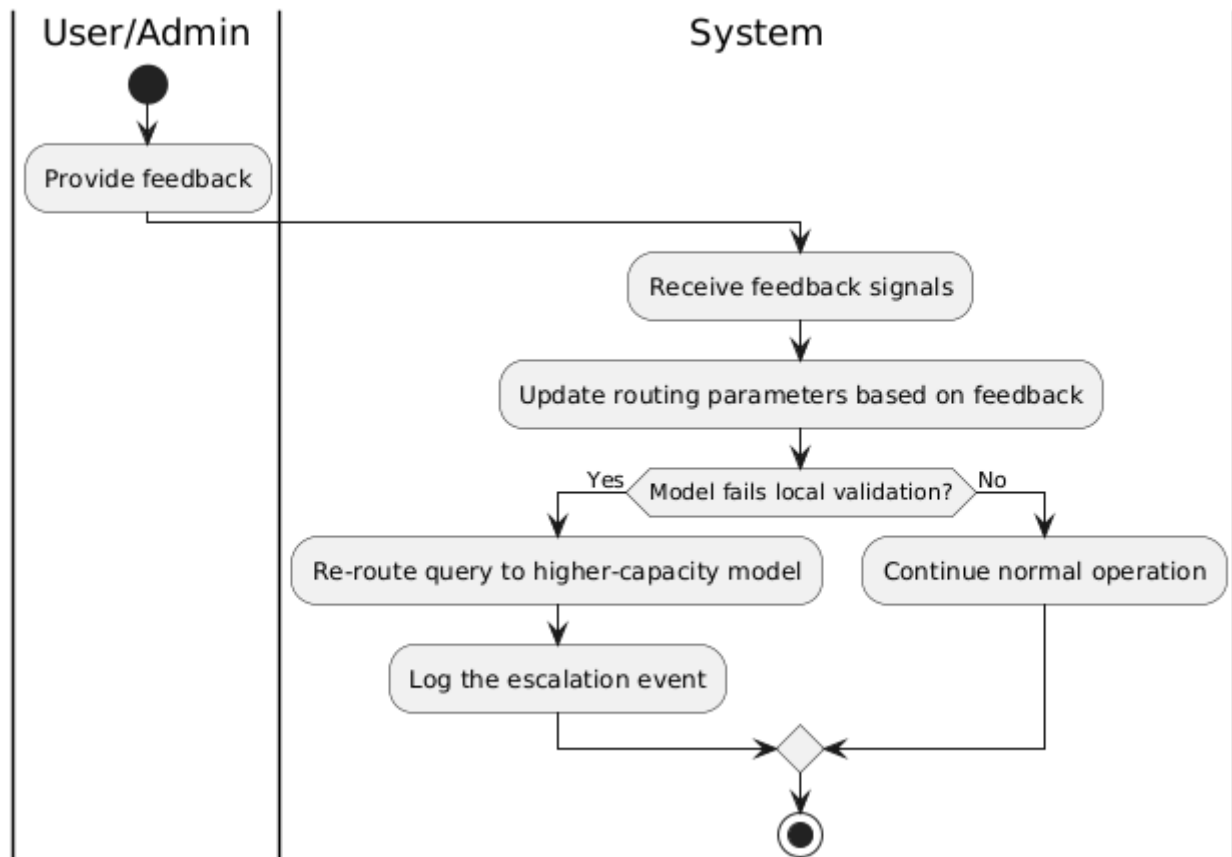 User/Admin
System
Provide feedback
Receive feedback signals
Update routing parameters based on feedback
Yes
Model fails local validation?
No
Re-route query to higher-capacity model
Continue normal operation
Log the escalation event